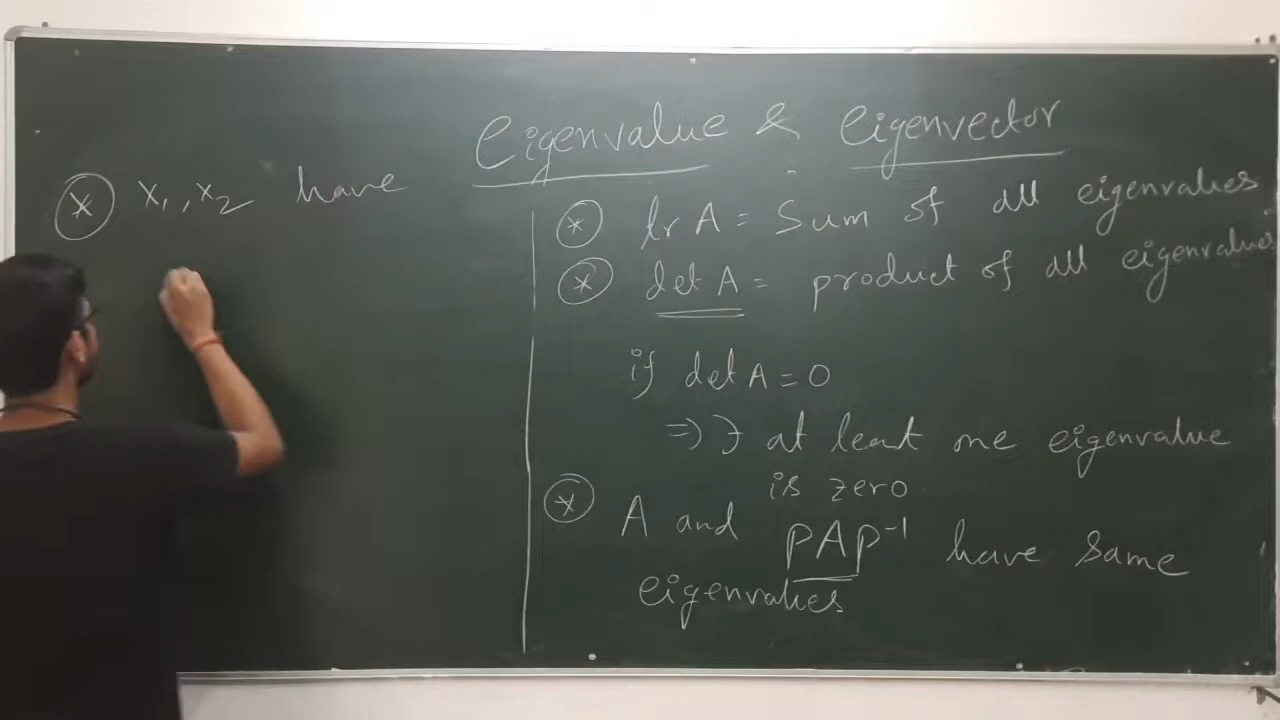 Eigenvalue & Eigenvector
⊛ x₁, x₂ have
⊛ tr A = Sum of all eigenvalues
⊛ det A = product of all eigenvalues
if det A = 0
⇒ ∃ at least one eigenvalue
is zero
⊛ A and PAP⁻¹ have same
eigenvalues